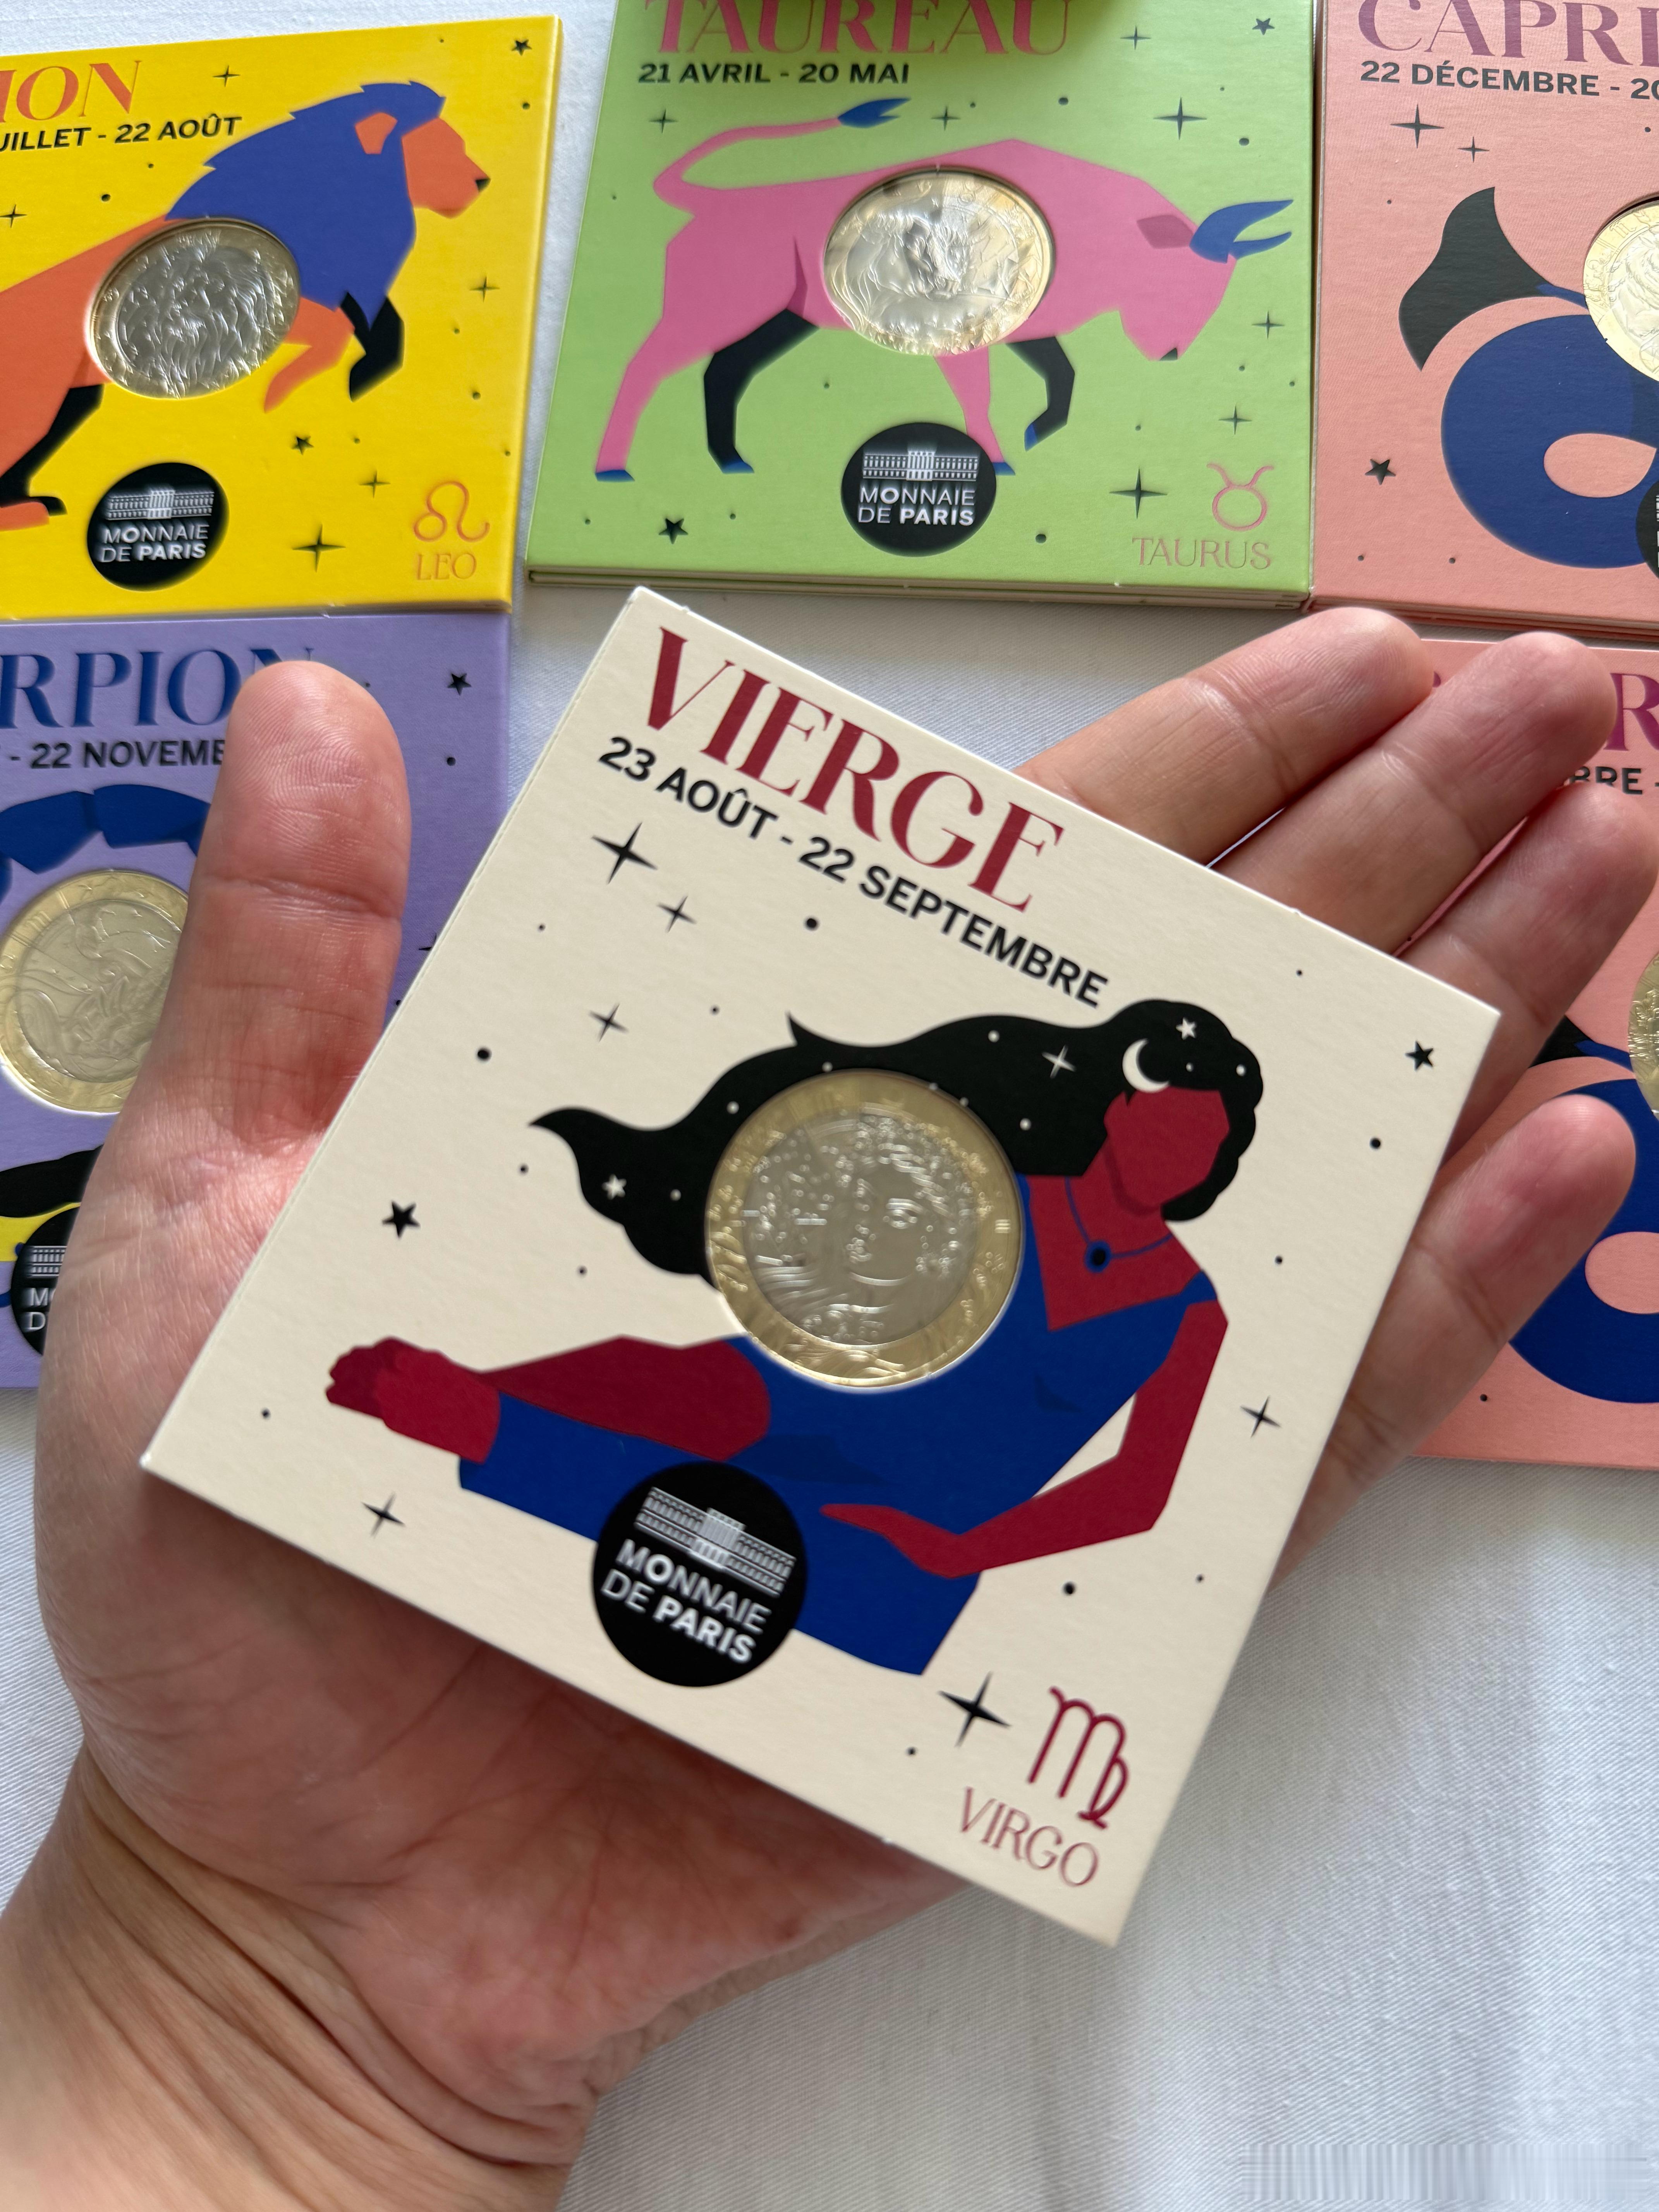 ION
UILLET - 22 AOÛT
MONNAIE
DE PARIS
LEO
TAUREAU
21 AVRIL - 20 MAI
MONNAIE
DE PARIS
TAURUS
CAPRI
22 DÉCEMBRE - 20
RPION
- 22 NOVEMB
VIERGE
23 AOÛT - 22 SEPTEMBRE
MONNAIE
DE PARIS
VIRGO